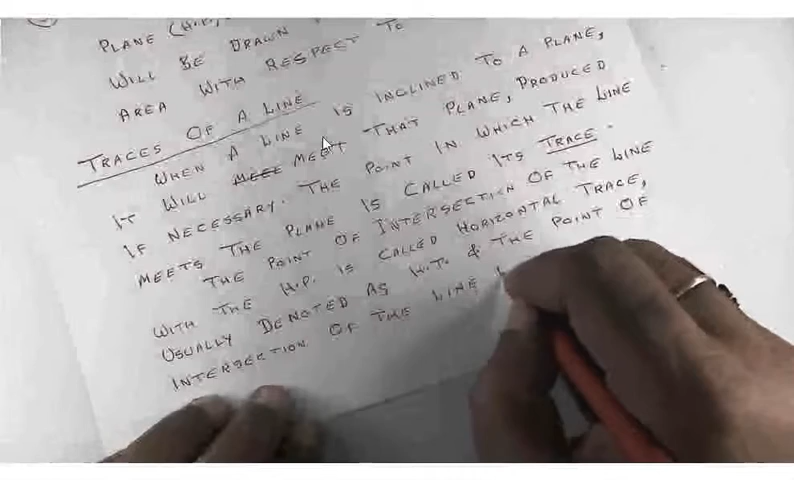 PLANE (H.P.
WILL BE DRAWN
AREA WITH RESPECT TO
TRACES OF A LINE
WHEN A LINE IS INCLINED TO A PLANE,
IT WILL MEEE MEET THAT PLANE, PRODUCED
IF NECESSARY. THE POINT IN WHICH THE LINE
MEETS THE PLANE IS CALLED ITS TRACE.
THE POINT OF INTERSECTION OF THE LINE
WITH THE H.P. IS CALLED HORIZONTAL TRACE,
USUALLY DENOTED AS H.T. & THE POINT OF
INTERSECTION OF THE LINE